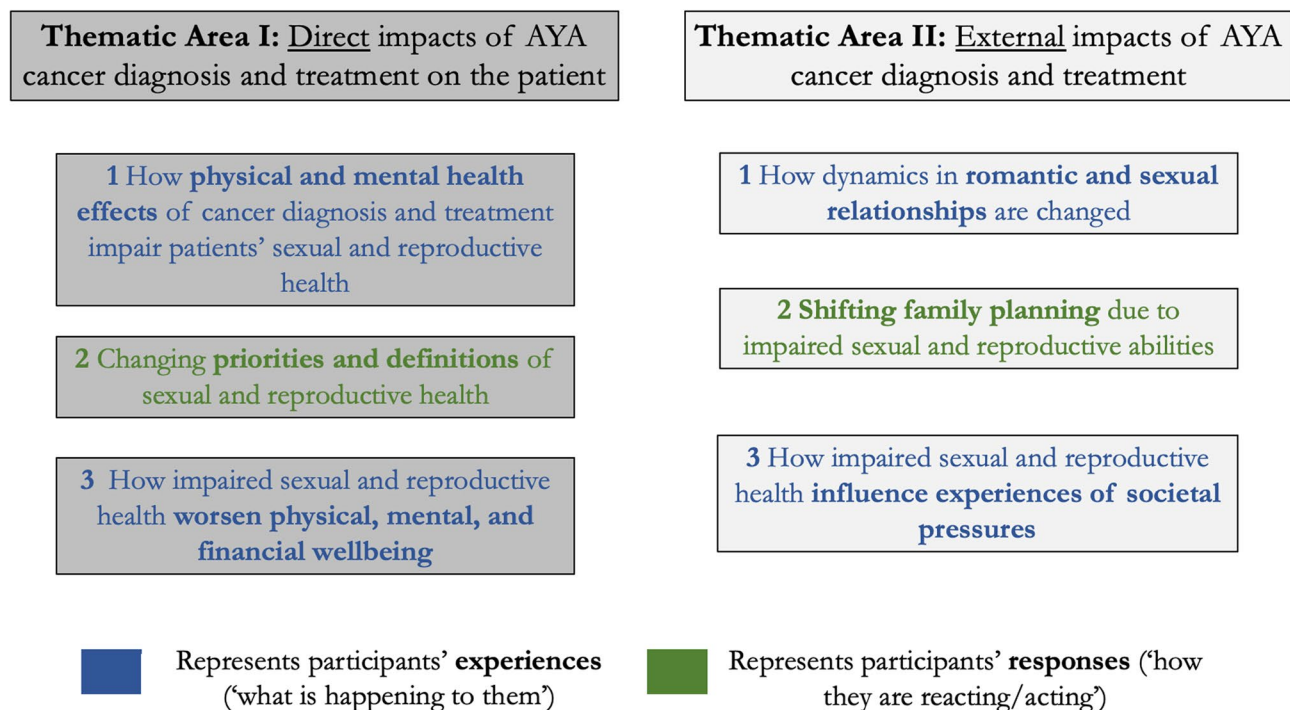 Thematic Area I: Direct impacts of AYA
cancer diagnosis and treatment on the patient
1 How physical and mental health
effects of cancer diagnosis and treatment
impair patients’ sexual and reproductive
health
2 Changing priorities and definitions of
sexual and reproductive health
3 How impaired sexual and reproductive
health worsen physical, mental, and
financial wellbeing
Thematic Area II: External impacts of AYA
cancer diagnosis and treatment
1 How dynamics in romantic and sexual
relationships are changed
2 Shifting family planning due to
impaired sexual and reproductive abilities
3 How impaired sexual and reproductive
health influence experiences of societal
pressures
Represents participants’ experiences
(‘what is happening to them’)
Represents participants’ responses (‘how
they are reacting/acting’)